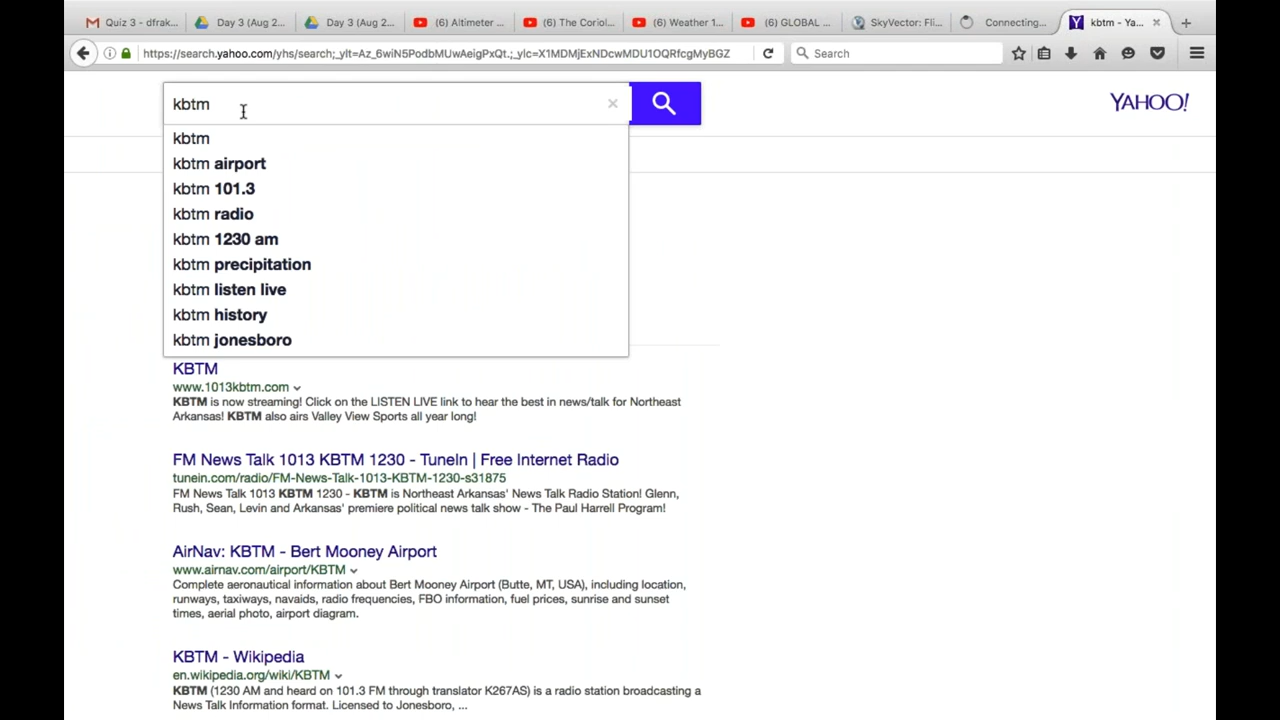 Quiz 3 - dfrak...
Day 3 (Aug 2...
Day 3 (Aug 2...
(6) Altimeter ...
(6) The Coriol...
(6) Weather 1...
(6) GLOBAL ...
SkyVector: Fli...
Connecting...
kbtm - Ya...
https://search.yahoo.com/yhs/search;_ylt=Az_6wiN5PodbMUwAeigPxQt.;_ylc=X1MDMjExNDcwMDU1OQRfcgMyBGZ
Search
kbtm
YAHOO!
kbtm
kbtm airport
kbtm 101.3
kbtm radio
kbtm 1230 am
kbtm precipitation
kbtm listen live
kbtm history
kbtm jonesboro
KBTM
www.1013kbtm.com
KBTM is now streaming! Click on the LISTEN LIVE link to hear the best in news/talk for Northeast
Arkansas! KBTM also airs Valley View Sports all year long!
FM News Talk 1013 KBTM 1230 - TuneIn | Free Internet Radio
tunein.com/radio/FM-News-Talk-1013-KBTM-1230-s31875
FM News Talk 1013 KBTM 1230 - KBTM is Northeast Arkansas' News Talk Radio Station! Glenn,
Rush, Sean, Levin and Arkansas' premiere political news talk show - The Paul Harrell Program!
AirNav: KBTM - Bert Mooney Airport
www.airnav.com/airport/KBTM
Complete aeronautical information about Bert Mooney Airport (Butte, MT, USA), including location,
runways, taxiways, navaids, radio frequencies, FBO information, fuel prices, sunrise and sunset
times, aerial photo, airport diagram.
KBTM - Wikipedia
en.wikipedia.org/wiki/KBTM
KBTM (1230 AM and heard on 101.3 FM through translator K267AS) is a radio station broadcasting a
News Talk Information format. Licensed to Jonesboro, ...